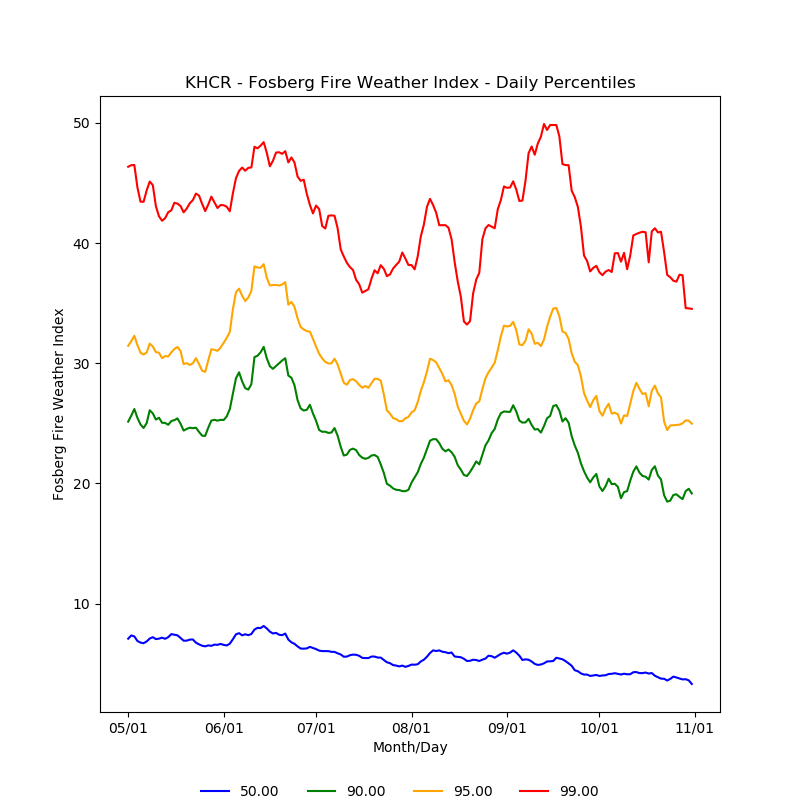 KHCR - Fosberg Fire Weather Index - Daily Percentiles
50
40
30
20
10
Fosberg Fire Weather Index
05/01 06/01 07/01 08/01 09/01 10/01 11/01
Month/Day
50.00 90.00 95.00 99.00